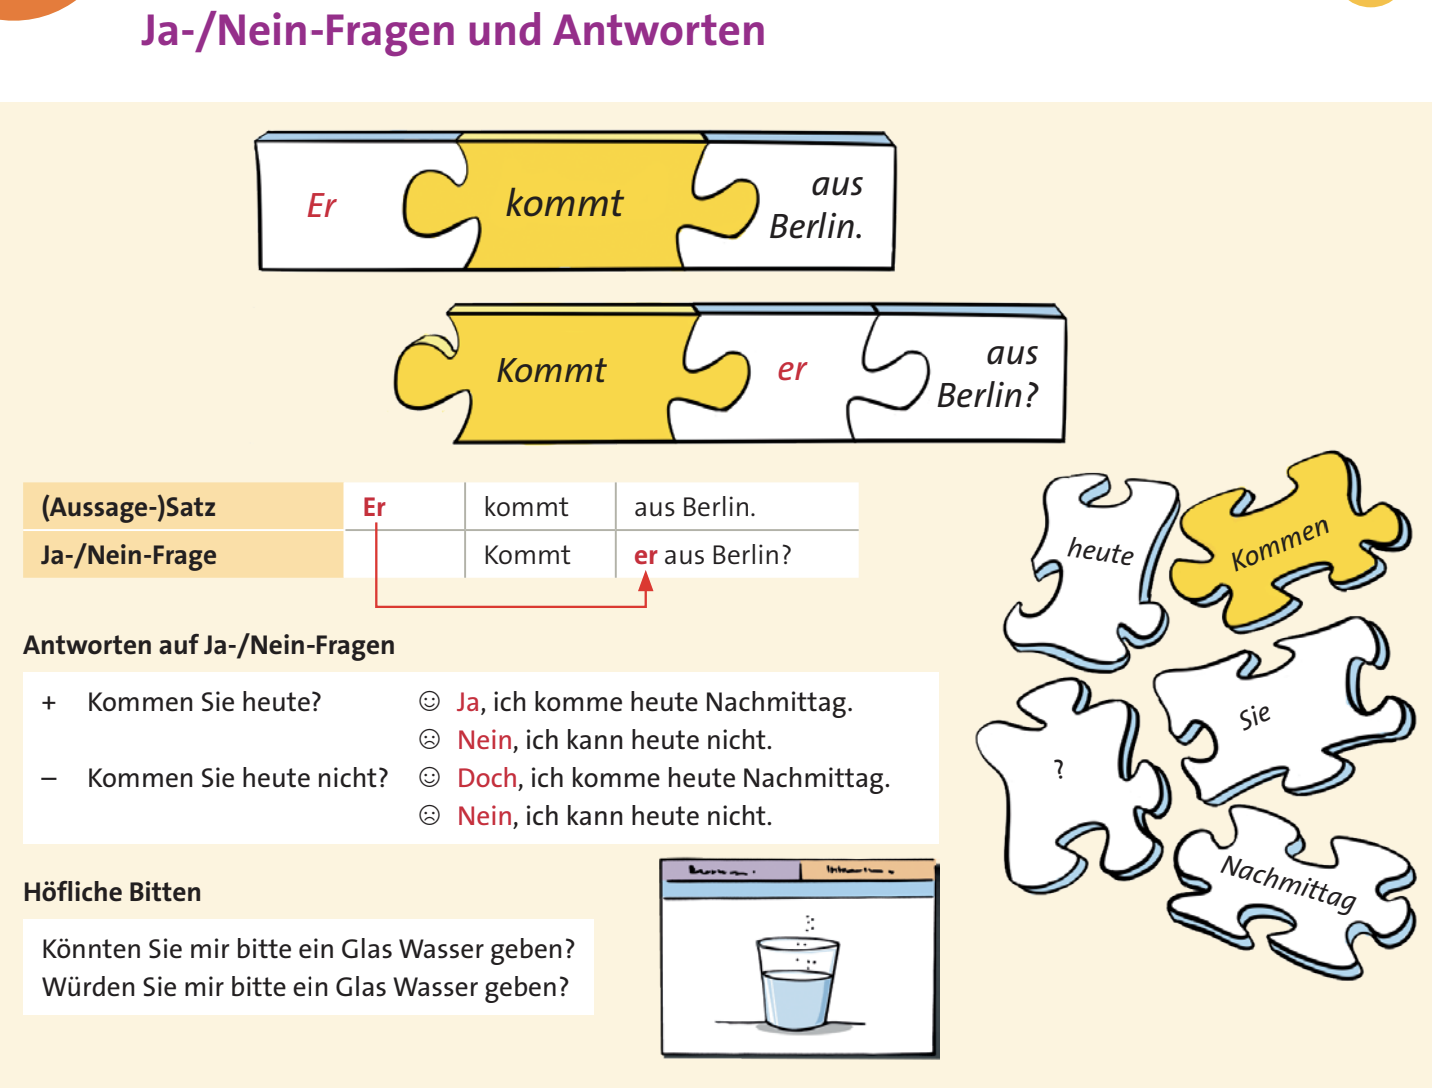 Ja-/Nein-Fragen und Antworten
Er kommt aus
Berlin.
Kommt er aus
Berlin?
(Aussage-)Satz Er kommt aus Berlin.
Ja-/Nein-Frage Kommt er aus Berlin?
Antworten auf Ja-/Nein-Fragen
+ Kommen Sie heute? ☺ Ja, ich komme heute Nachmittag.
☹ Nein, ich kann heute nicht.
– Kommen Sie heute nicht? ☺ Doch, ich komme heute Nachmittag.
☹ Nein, ich kann heute nicht.
Höfliche Bitten
Könnten Sie mir bitte ein Glas Wasser geben?
Würden Sie mir bitte ein Glas Wasser geben?
heute
Kommen
Sie
?
Nachmittag